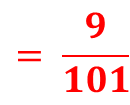 = 9/101